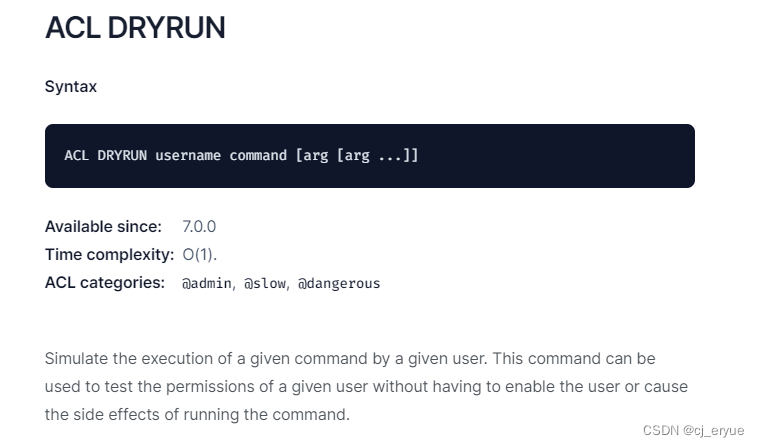 ACL DRYRUN
Syntax
ACL DRYRUN username command [arg [arg ...]]
Available since: 7.0.0
Time complexity: O(1).
ACL categories: @admin, @slow, @dangerous
Simulate the execution of a given command by a given user. This command can be
used to test the permissions of a given user without having to enable the user or cause
the side effects of running the command.
CSDN @cj_eryue